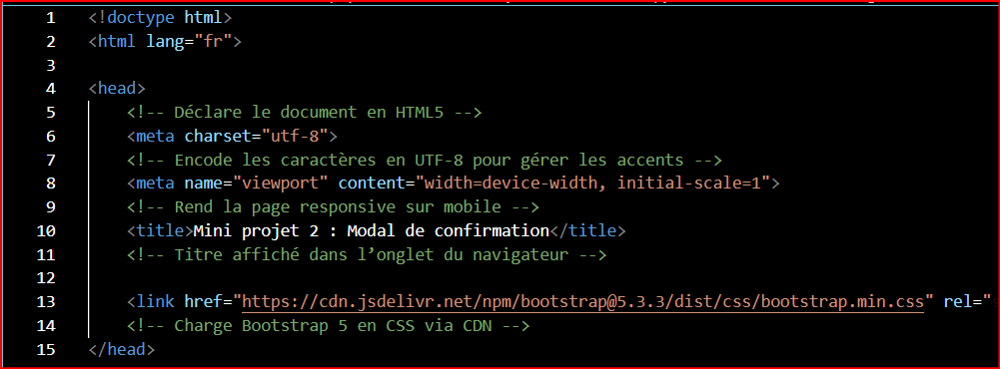 1 <!doctype html>
2 <html lang="fr">
3
4 <head>
5 <!-- Déclare le document en HTML5 -->
6 <meta charset="utf-8">
7 <!-- Encode les caractères en UTF-8 pour gérer les accents -->
8 <meta name="viewport" content="width=device-width, initial-scale=1">
9 <!-- Rend la page responsive sur mobile -->
10 <title>Mini projet 2 : Modal de confirmation</title>
11 <!-- Titre affiché dans l’onglet du navigateur -->
12
13 <link href="https://cdn.jsdelivr.net/npm/bootstrap@5.3.3/dist/css/bootstrap.min.css" rel="
14 <!-- Charge Bootstrap 5 en CSS via CDN -->
15 </head>